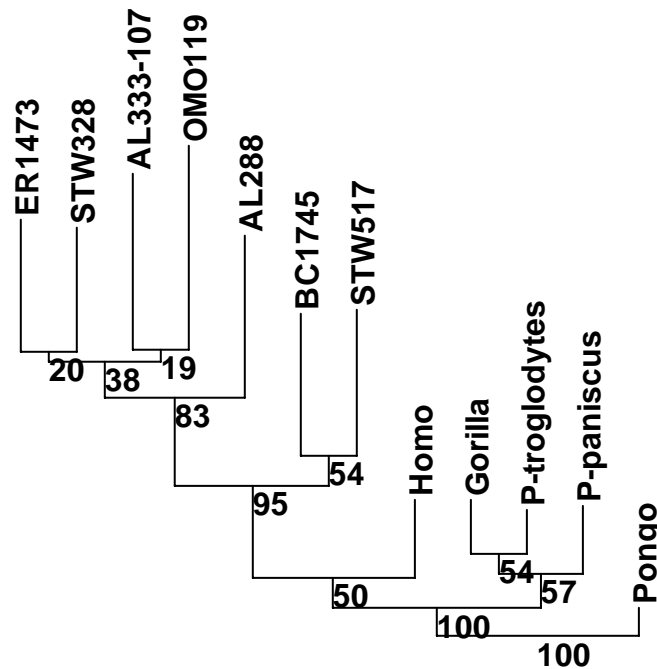 ER1473
STW328
AL333-107
OMO119
AL288
BC1745
STW517
Homo
Gorilla
P-troglodytes
P-paniscus
Pongo
20
38
19
83
54
95
50
54
57
100
100